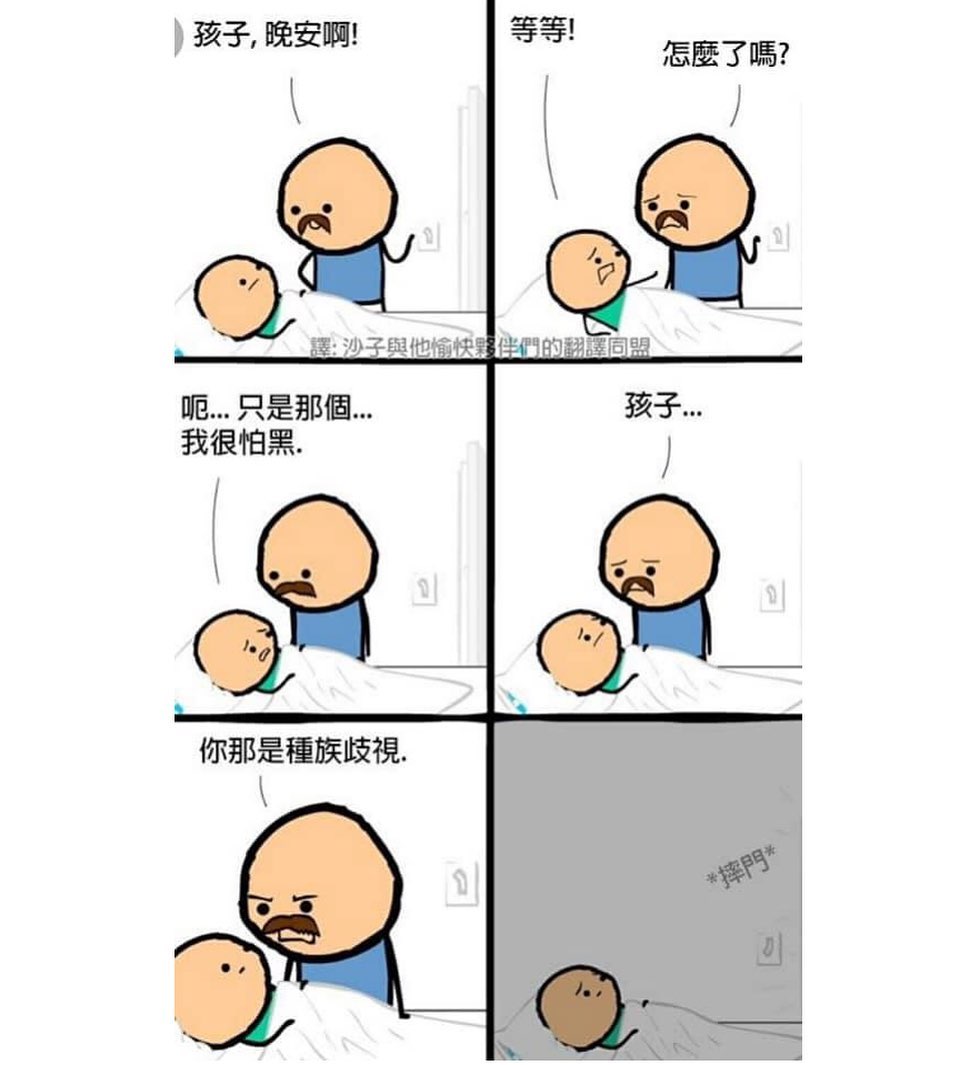 孩子, 晚安啊!
等等!
怎麼了嗎?
譯: 沙子與他愉快夥伴們的翻譯同盟
呃... 只是那個...
我很怕黑.
孩子...
你那是種族歧視.
*摔門*